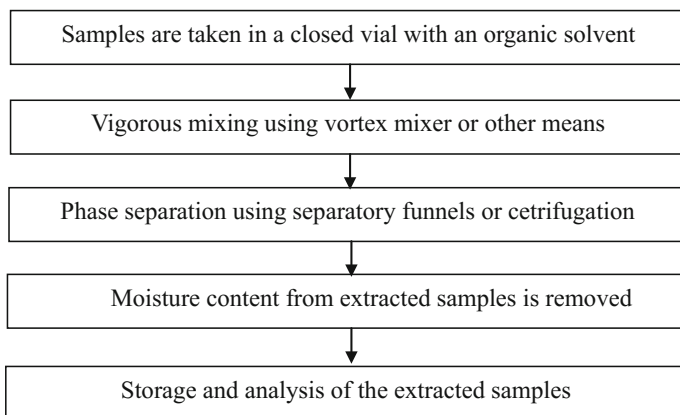 Samples are taken in a closed vial with an organic solvent
Vigorous mixing using vortex mixer or other means
Phase separation using separatory funnels or cetrifugation
Moisture content from extracted samples is removed
Storage and analysis of the extracted samples